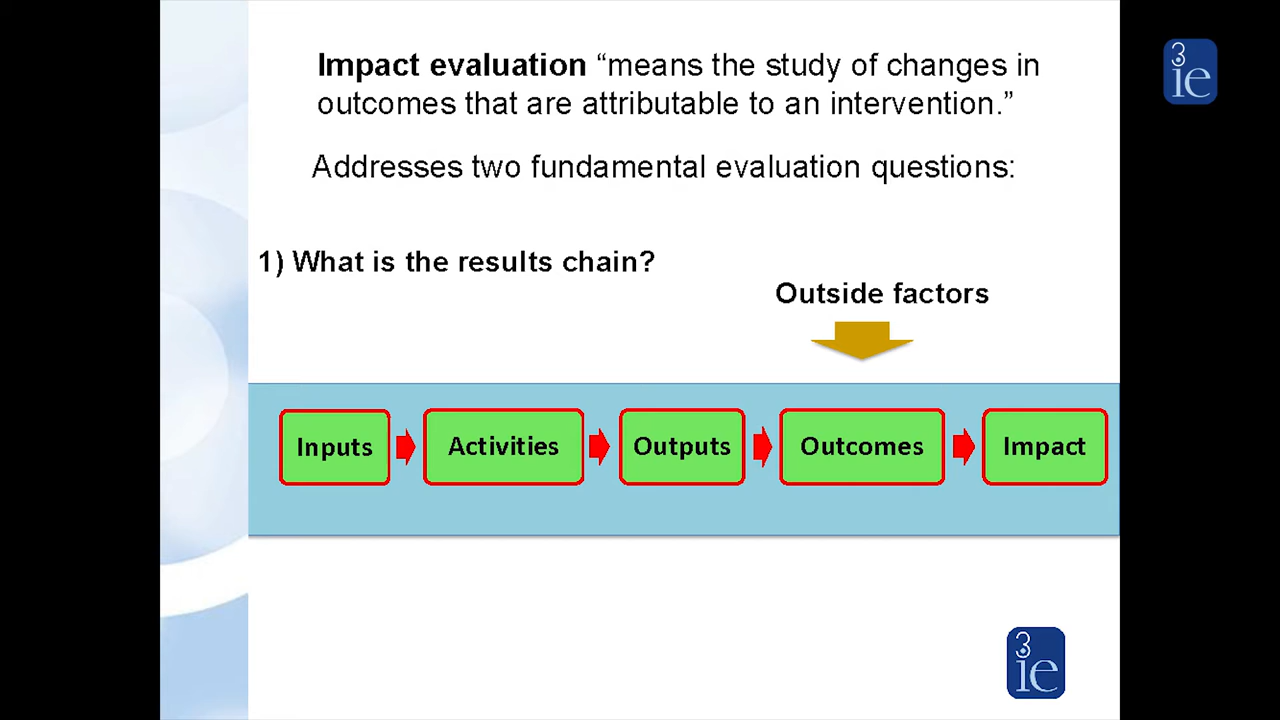 Impact evaluation “means the study of changes in
outcomes that are attributable to an intervention.”
Addresses two fundamental evaluation questions:
1) What is the results chain?
Outside factors
Inputs
Activities
Outputs
Outcomes
Impact
3ie
3ie